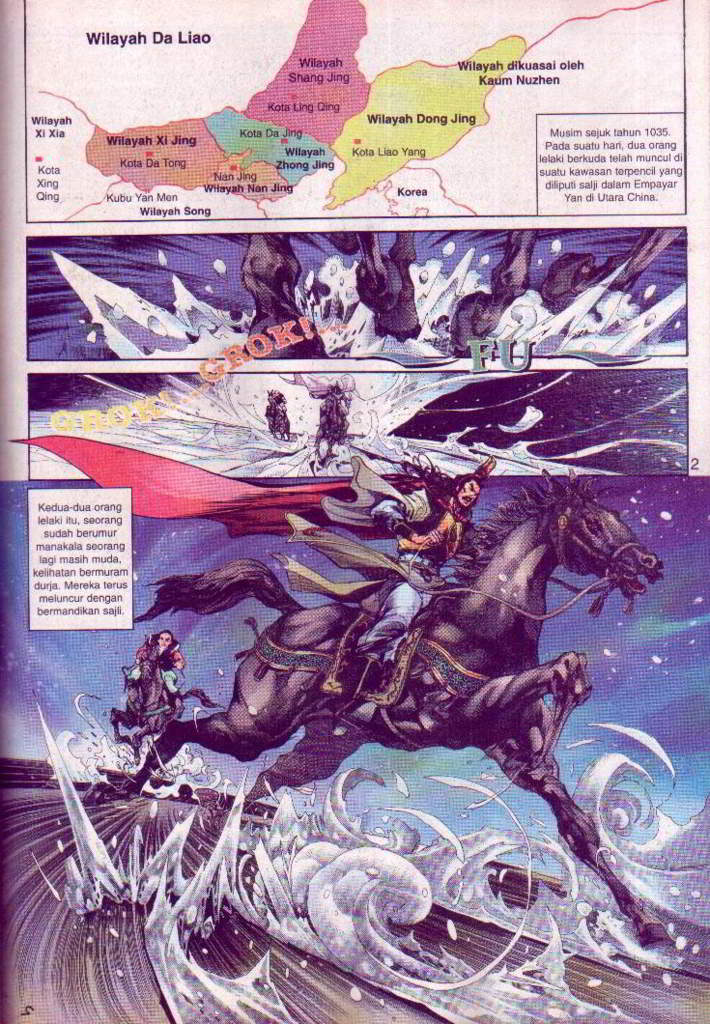 Wilayah Da Liao
Wilayah
Shang Jing
Kota Ling Qing
Wilayah dikuasai oleh
Kaum Nuzhen
Wilayah
Xi Xia
Kota
Xing
Qing
Wilayah Xi Jing
Kota Da Tong
Kota Da Jing
Wilayah
Zhong Jing
Nan Jing
Wilayah Nan Jing
Wilayah Dong Jing
Kota Liao Yang
Korea
Kubu Yan Men
Wilayah Song
Musim sejuk tahun 1035.
Pada suatu hari, dua orang
lelaki berkuda telah muncul di
suatu kawasan terpencil yang
diliputi salji dalam Empayar
Yan di Utara China.
GROK!...GROK!...
FU
2
Kedua-dua orang
lelaki itu, seorang
sudah berumur
manakala seorang
lagi masih muda,
kelihatan bermuram
durja. Mereka terus
meluncur dengan
bermandikan sajli.